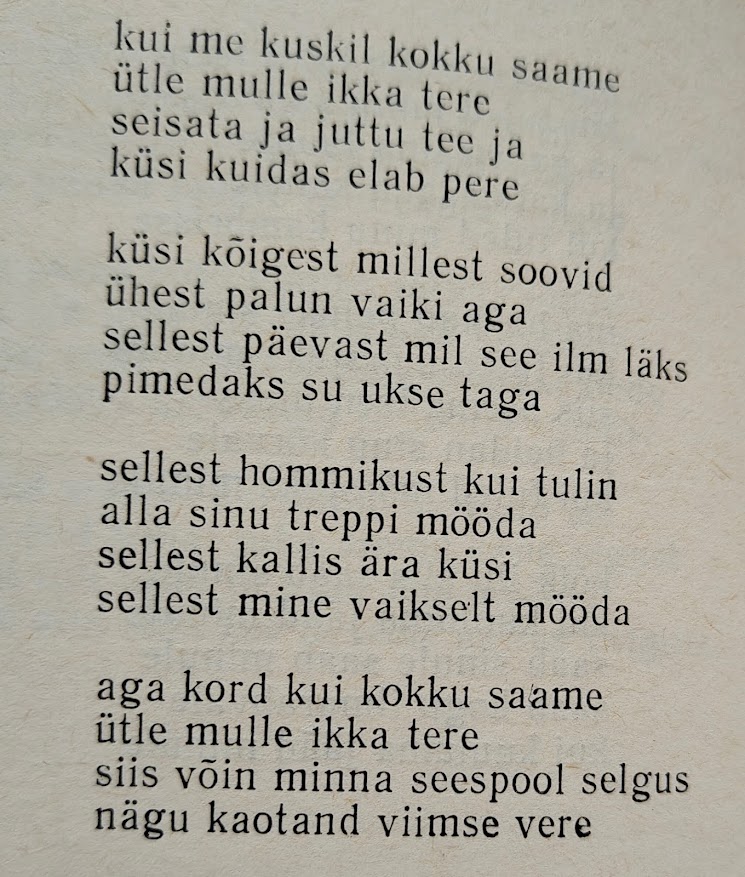 kui me kuskil kokku saame
ütle mulle ikka tere
seisata ja juttu tee ja
küsi kuidas elab pere

küsi kõigest millest soovid
ühest palun vaiki aga
sellest päevast mil see ilm läks
pimedaks su ukse taga

sellest hommikust kui tulin
alla sinu treppi mööda
sellest kallis ära küsi
sellest mine vaikselt mööda

aga kord kui kokku saame
ütle mulle ikka tere
siis võin minna seespool selgus
nägu kaotand viimse vere